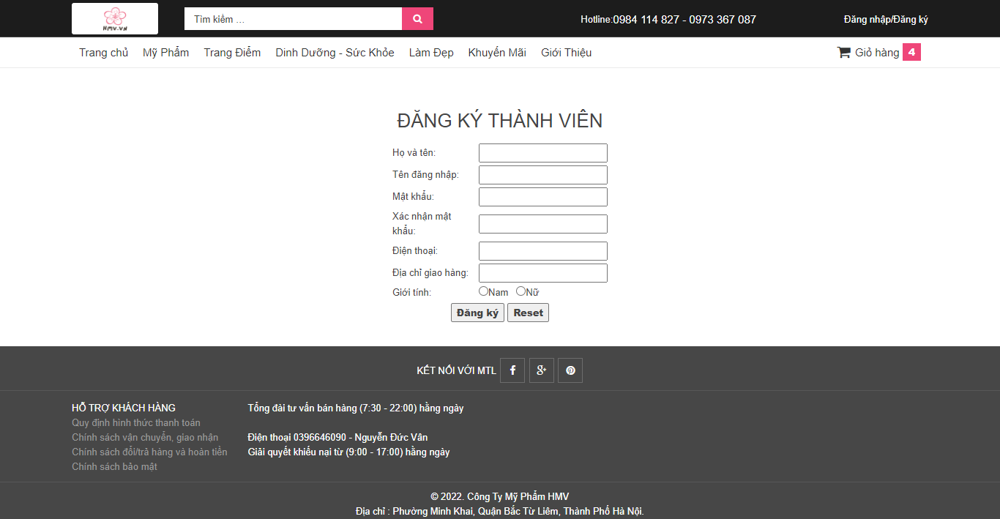 HMV.VN
Tìm kiếm ...
Hotline:0984 114 827 - 0973 367 087
Đăng nhập/Đăng ký
Trang chủ Mỹ Phẩm Trang Điểm Dinh Dưỡng - Sức Khỏe Làm Đẹp Khuyến Mãi Giới Thiệu
Giỏ hàng 4
ĐĂNG KÝ THÀNH VIÊN
Họ và tên:
Tên đăng nhập:
Mật khẩu:
Xác nhận mật
khẩu:
Điện thoại:
Địa chỉ giao hàng:
Giới tính: Nam Nữ
Đăng ký Reset
KẾT NỐI VỚI MTL
HỖ TRỢ KHÁCH HÀNG
Quy định hình thức thanh toán
Chính sách vận chuyển, giao nhận
Chính sách đổi/trả hàng và hoàn tiền
Chính sách bảo mật
Tổng đài tư vấn bán hàng (7:30 - 22:00) hằng ngày
Điện thoại 0396646090 - Nguyễn Đức Vân
Giải quyết khiếu nại từ (9:00 - 17:00) hằng ngày
© 2022. Công Ty Mỹ Phẩm HMV
Địa chỉ : Phường Minh Khai, Quận Bắc Từ Liêm, Thành Phố Hà Nội.